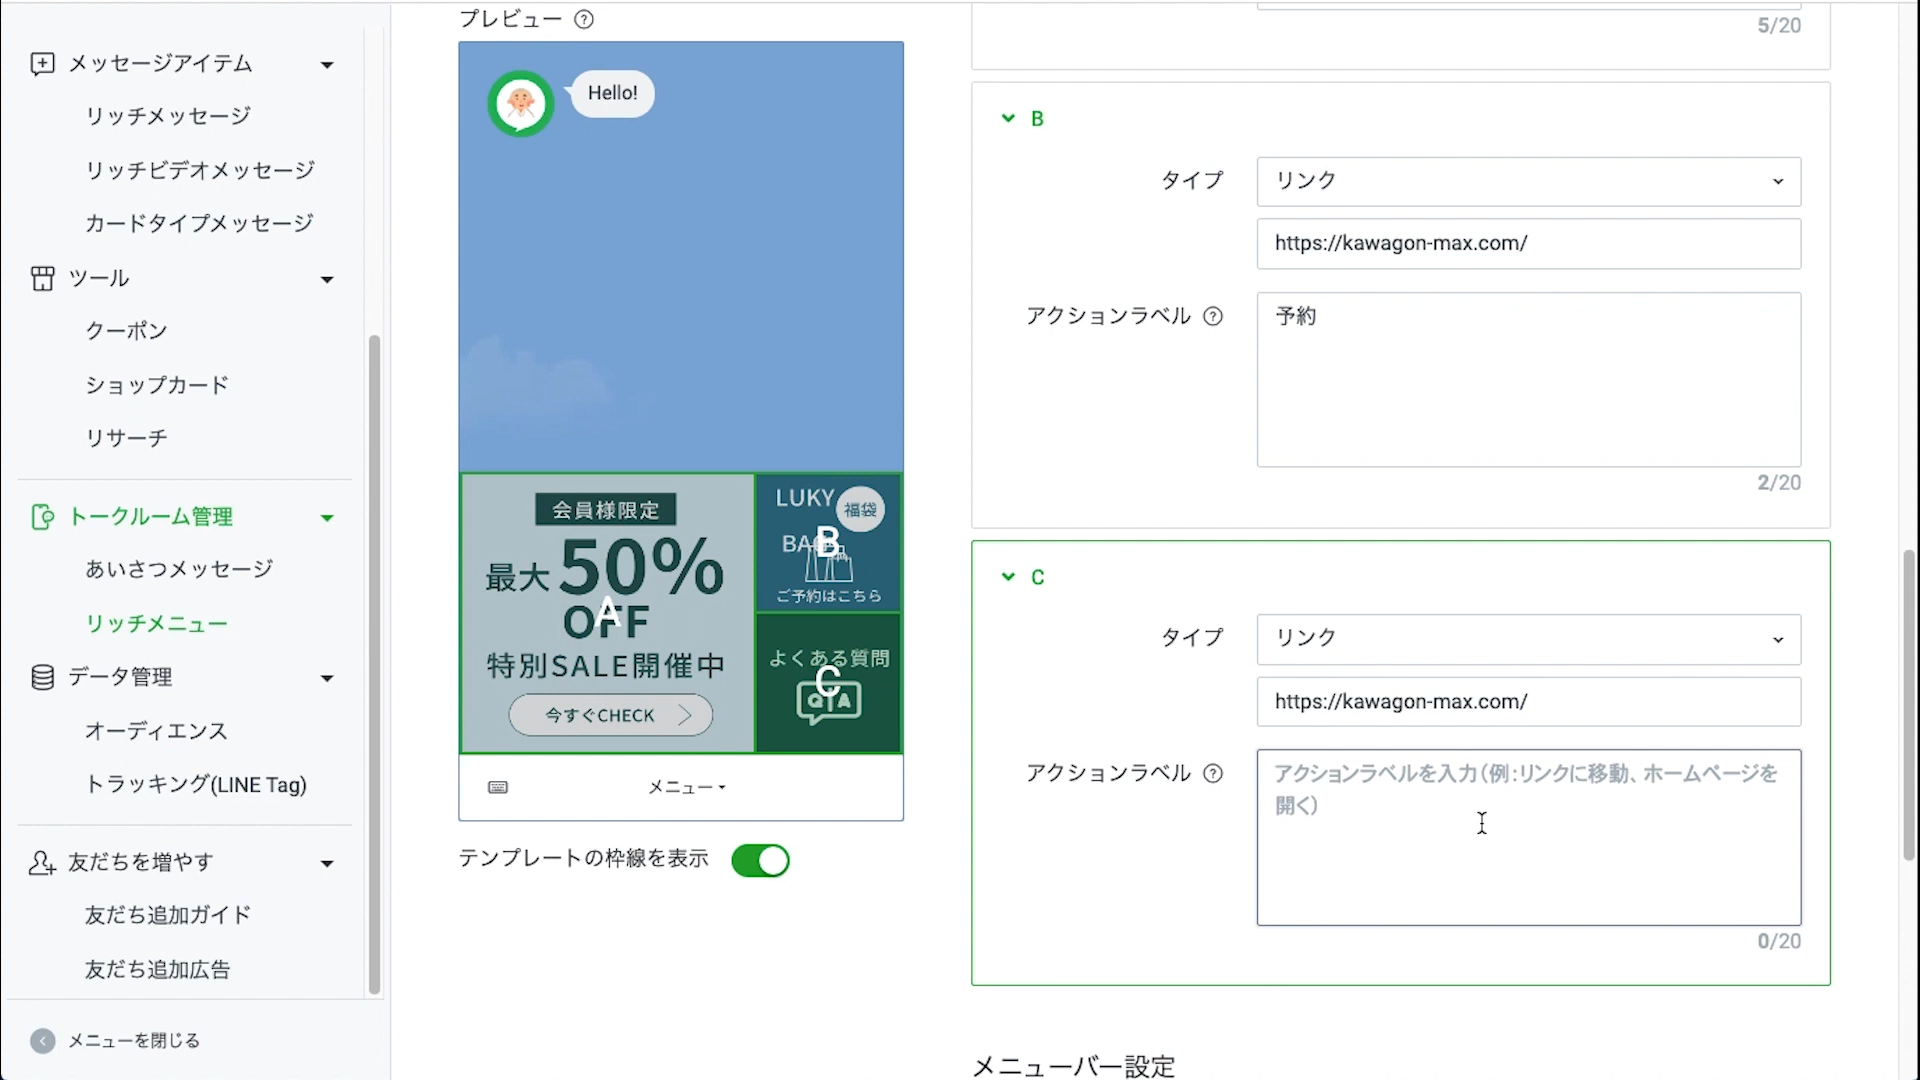 メッセージアイテム
リッチメッセージ
リッチビデオメッセージ
カードタイプメッセージ
ツール
クーポン
ショップカード
リサーチ
トークルーム管理
あいさつメッセージ
リッチメニュー
データ管理
オーディエンス
トラッキング(LINE Tag)
友だちを増やす
友だち追加ガイド
友だち追加広告
メニューを閉じる
プレビュー
Hello!
会員様限定
最大50%
OFF
A
特別SALE開催中
今すぐCHECK
LUKY
福袋
BAG
B
ご予約はこちら
よくある質問
C
Q
A
メニュー
テンプレートの枠線を表示
5/20
B
タイプ
リンク
https://kawagon-max.com/
アクションラベル
予約
2/20
C
タイプ
リンク
https://kawagon-max.com/
アクションラベル
アクションラベルを入力(例:リンクに移動、ホームページを
開く)
0/20
メニューバー設定